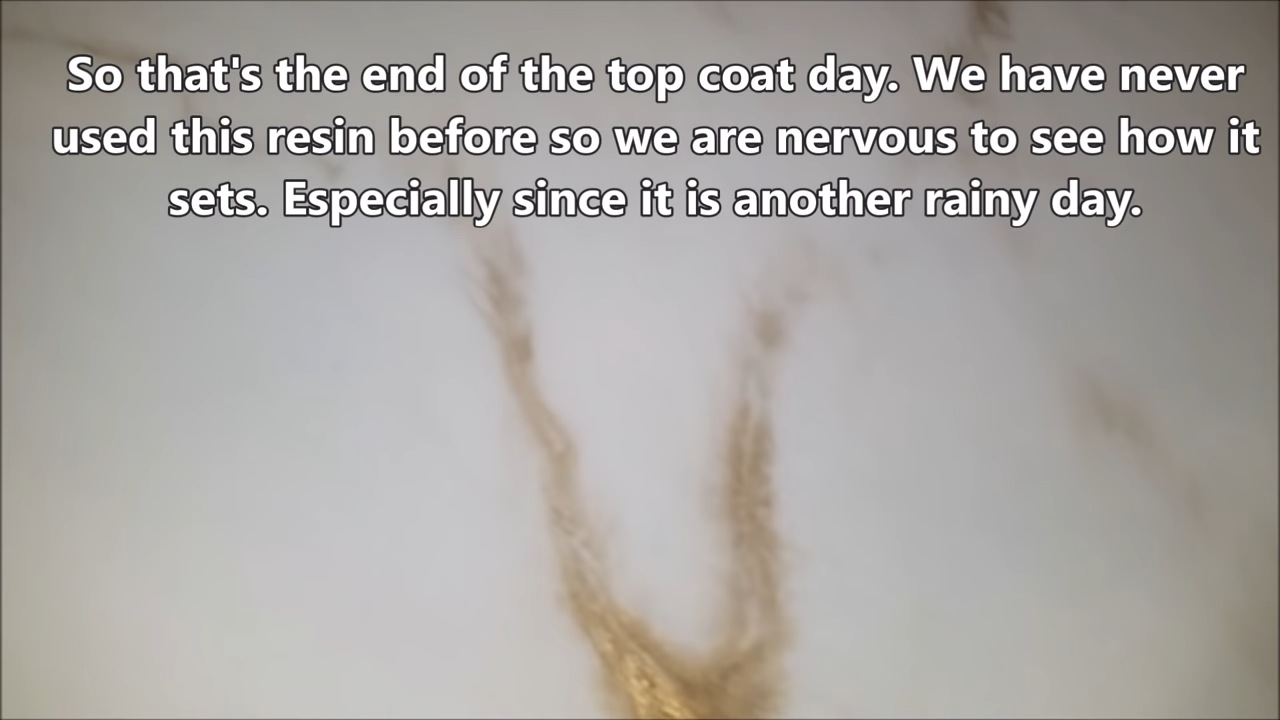 So that's the end of the top coat day. We have never
used this resin before so we are nervous to see how it
sets. Especially since it is another rainy day.